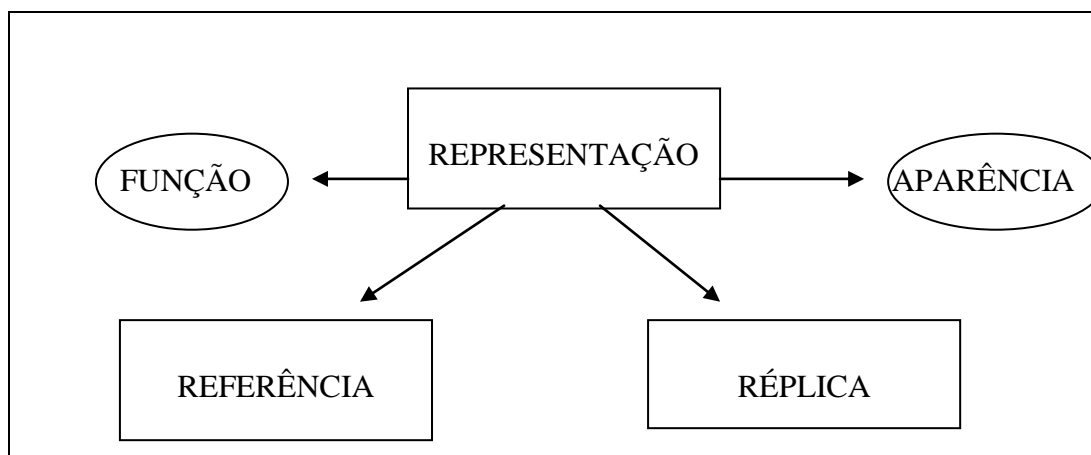 REPRESENTAÇÃO
FUNÇÃO
APARÊNCIA
REFERÊNCIA
RÉPLICA